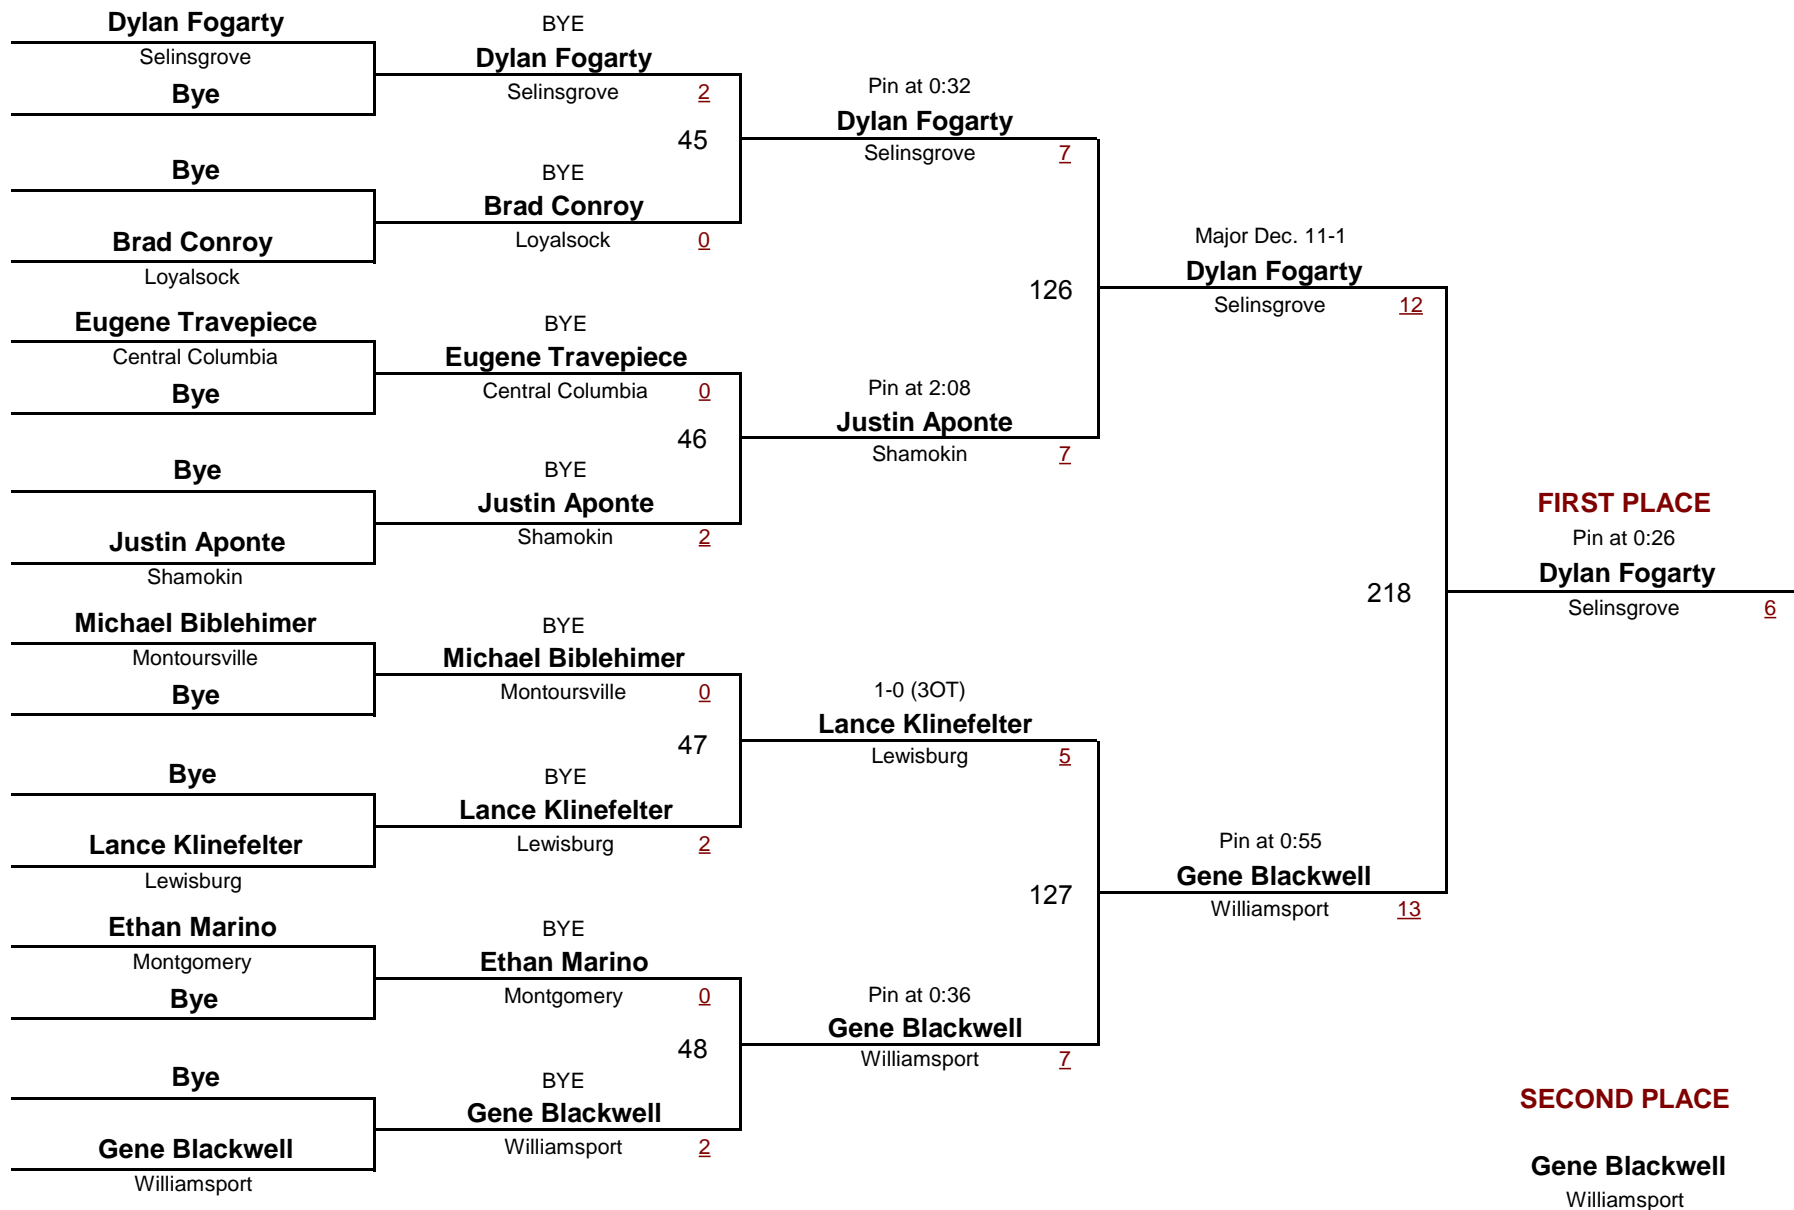 Dylan Fogarty
Selinsgrove
Bye
Bye
Brad Conroy
Loyalsock
Eugene Travepiece
Central Columbia
Bye
Bye
Justin Aponte
Shamokin
Michael Biblehimer
Montoursville
Bye
Bye
Lance Klinefelter
Lewisburg
Ethan Marino
Montgomery
Bye
Bye
Gene Blackwell
Williamsport
BYE
Dylan Fogarty
Selinsgrove 2
45
BYE
Brad Conroy
Loyalsock 0
BYE
Eugene Travepiece
Central Columbia 0
46
BYE
Justin Aponte
Shamokin 2
BYE
Michael Biblehimer
Montoursville 0
47
BYE
Lance Klinefelter
Lewisburg 2
BYE
Ethan Marino
Montgomery 0
48
BYE
Gene Blackwell
Williamsport 2
Pin at 0:32
Dylan Fogarty
Selinsgrove 7
126
Pin at 2:08
Justin Aponte
Shamokin 7
1-0 (3OT)
Lance Klinefelter
Lewisburg 5
127
Pin at 0:36
Gene Blackwell
Williamsport 7
Major Dec. 11-1
Dylan Fogarty
Selinsgrove 12
218
Pin at 0:55
Gene Blackwell
Williamsport 13
FIRST PLACE
Pin at 0:26
Dylan Fogarty
Selinsgrove 6
SECOND PLACE
Gene Blackwell
Williamsport